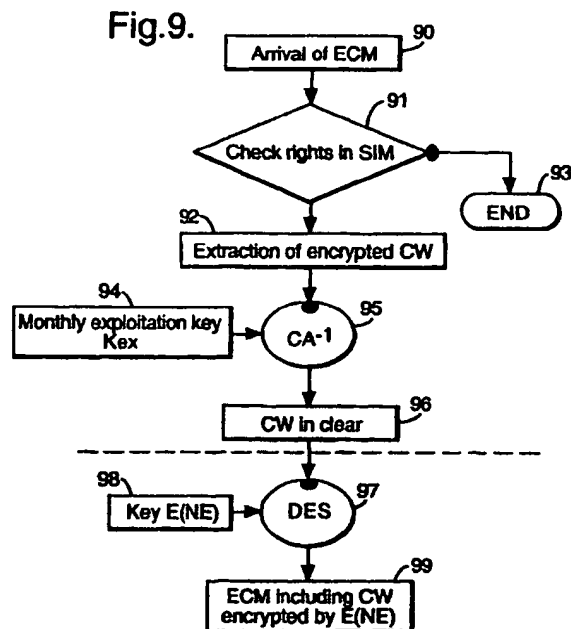 Fig.9.
90
Arrival of ECM
91
Check rights in SIM
93
END
92
Extraction of encrypted CW
94
Monthly exploitation key
Kex
95
CA-1
96
CW in clear
98
Key E(NE)
97
DES
99
ECM including CW
encrypted by E(NE)